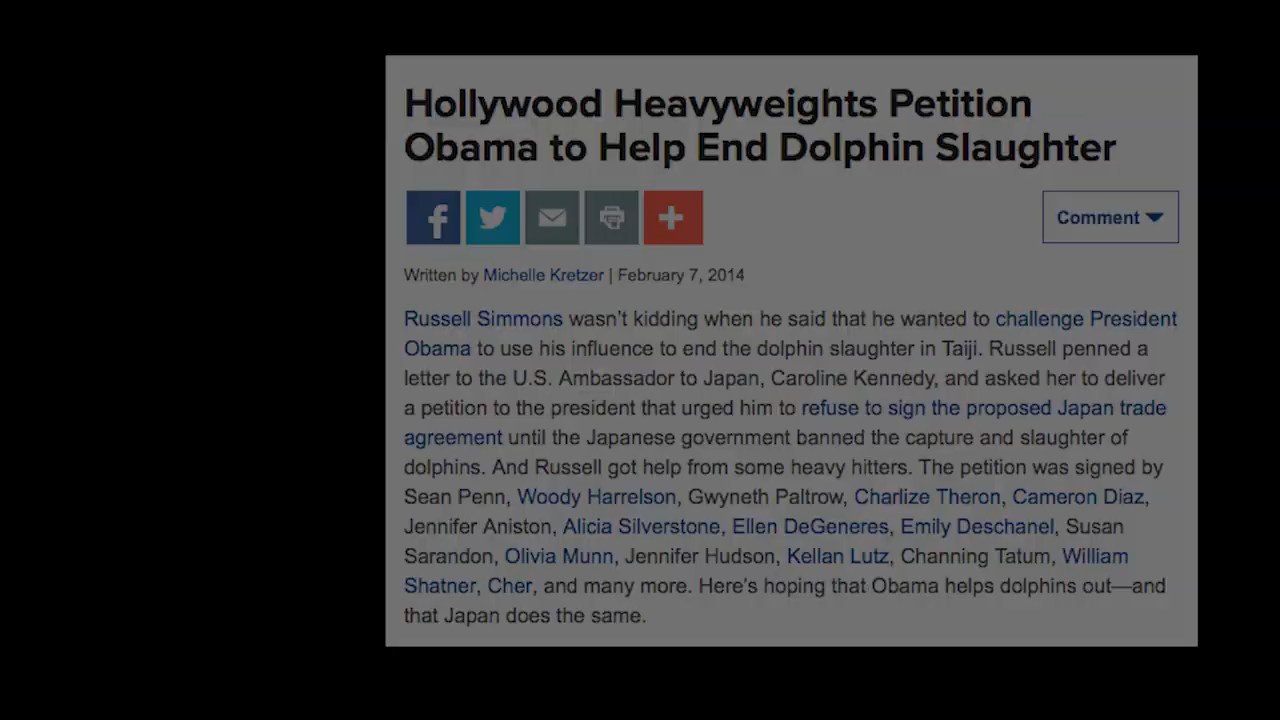 Hollywood Heavyweights Petition
Obama to Help End Dolphin Slaughter
Comment
Written by Michelle Kretzer | February 7, 2014
Russell Simmons wasn’t kidding when he said that he wanted to challenge President
Obama to use his influence to end the dolphin slaughter in Taiji. Russell penned a
letter to the U.S. Ambassador to Japan, Caroline Kennedy, and asked her to deliver
a petition to the president that urged him to refuse to sign the proposed Japan trade
agreement until the Japanese government banned the capture and slaughter of
dolphins. And Russell got help from some heavy hitters. The petition was signed by
Sean Penn, Woody Harrelson, Gwyneth Paltrow, Charlize Theron, Cameron Diaz,
Jennifer Aniston, Alicia Silverstone, Ellen DeGeneres, Emily Deschanel, Susan
Sarandon, Olivia Munn, Jennifer Hudson, Kellan Lutz, Channing Tatum, William
Shatner, Cher, and many more. Here’s hoping that Obama helps dolphins out—and
that Japan does the same.